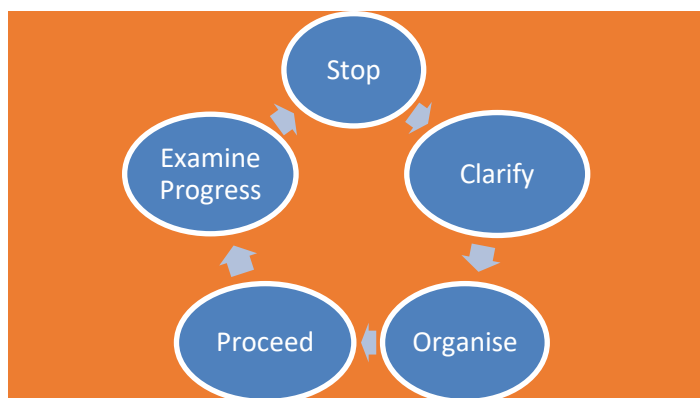 Stop
Clarify
Organise
Proceed
Examine
Progress